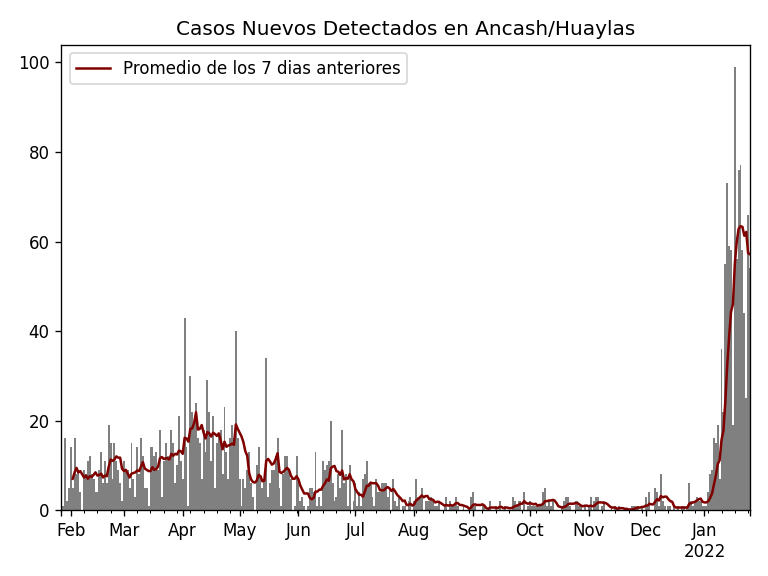 Casos Nuevos Detectados en Ancash/Huaylas
Promedio de los 7 dias anteriores
100
80
60
40
20
0
Feb Mar Apr May Jun Jul Aug Sep Oct Nov Dec Jan
2022